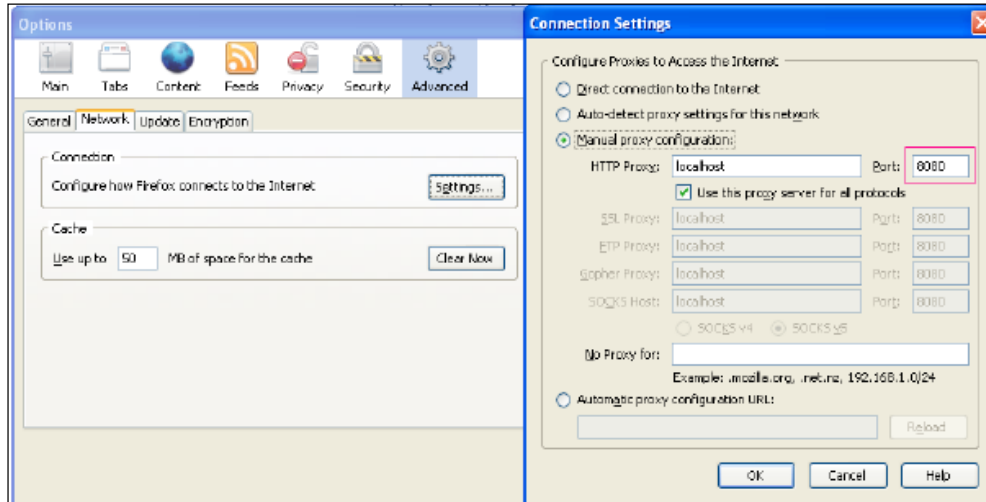 Options
Main Tabs Content Feeds Privacy Security Advanced
General Network Update Encryption
Connection
Configure how Firefox connects to the Internet Settings...
Cache
Use up to 50 MB of space for the cache Clear Now
Connection Settings
Configure Proxies to Access the Internet
Direct connection to the Internet
Auto-detect proxy settings for this network
Manual proxy configuration:
HTTP Proxy: localhost Port: 8080
Use this proxy server for all protocols
SSL Proxy: localhost Port: 8080
FTP Proxy: localhost Port: 8080
Gopher Proxy: localhost Port: 8080
SOCKS Host: localhost Port: 8080
SOCKS v4 SOCKS v5
No Proxy for:
Example: .mozilla.org, .net.nz, 192.168.1.0/24
Automatic proxy configuration URL:
Reload
OK Cancel Help